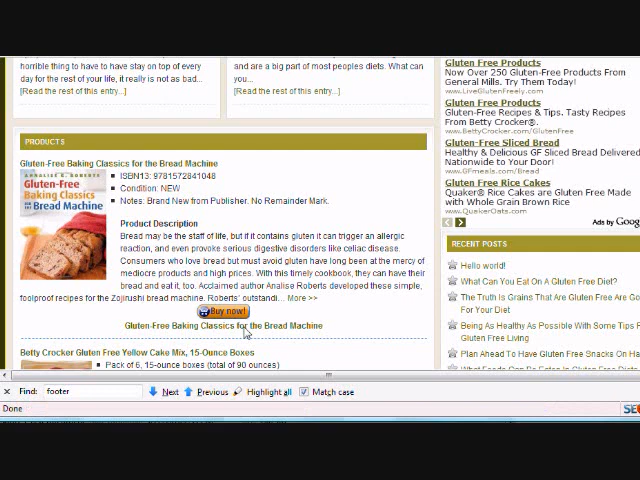 horrible thing to have to have stay on top of every
day for the rest of your life, it really is not as bad...
[Read the rest of this entry...]
and are a big part of most peoples diets. What can
you...
[Read the rest of this entry...]
PRODUCTS
Gluten-Free Baking Classics for the Bread Machine
ANNALISE G. ROBERTS
Gluten-Free
Baking Classics
for the
Bread Machine
ISBN13: 9781572841048
Condition: NEW
Notes: Brand New from Publisher. No Remainder Mark.
Product Description
Bread may be the staff of life, but if it contains gluten it can trigger an allergic
reaction, and even provoke serious digestive disorders like celiac disease.
Consumers who love bread but must avoid gluten have long been at the mercy of
mediocre products and high prices. With this timely cookbook, they can have their
bread and eat it, too. Acclaimed author Analise Roberts developed these simple,
foolproof recipes for the Zojirushi bread machine. Roberts' outstandi... More >>
Buy now!
Gluten-Free Baking Classics for the Bread Machine
Betty Crocker Gluten Free Yellow Cake Mix, 15-Ounce Boxes
Pack of 6, 15-ounce boxes (total of 90 ounces)
Gluten Free Products
Now Over 250 Gluten-Free Products From
General Mills. Try Them Today!
www.LiveGlutenFreely.com
Gluten Free Products
Gluten-Free Recipes & Tips. Tasty Recipes
From Betty Crocker®.
www.BettyCrocker.com/GlutenFree
Gluten-Free Sliced Bread
Healthy & Delicious GF Sliced Bread Delivered
Nationwide to Your Door!
www.GFmeals.com/Bread
Gluten Free Rice Cakes
Quaker® Rice Cakes are Gluten Free Made
with Whole Grain Brown Rice
www.QuakerOats.com
Ads by Goog
RECENT POSTS
Hello world!
What Can You Eat On A Gluten Free Diet?
The Truth Is Grains That Are Gluten Free Are Go
For Your Diet
Being As Healthy As Possible With Some Tips F
Gluten Free Living
Plan Ahead To Have Gluten Free Snacks On Ha
What Foods Can Be Eaten In Gluten Free Diets
Find: footer Next Previous Highlight all Match case
Done
SE